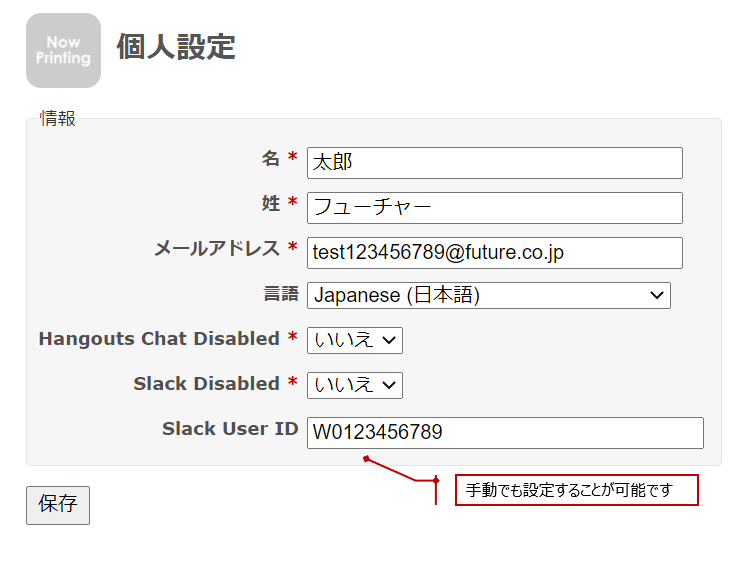 Now
Printing
個人設定
情報
名 *
太郎
姓 *
フューチャー
メールアドレス *
test123456789@future.co.jp
言語
Japanese (日本語)
Hangouts Chat Disabled *
いいえ
Slack Disabled *
いいえ
Slack User ID
W0123456789
手動でも設定することが可能です
保存